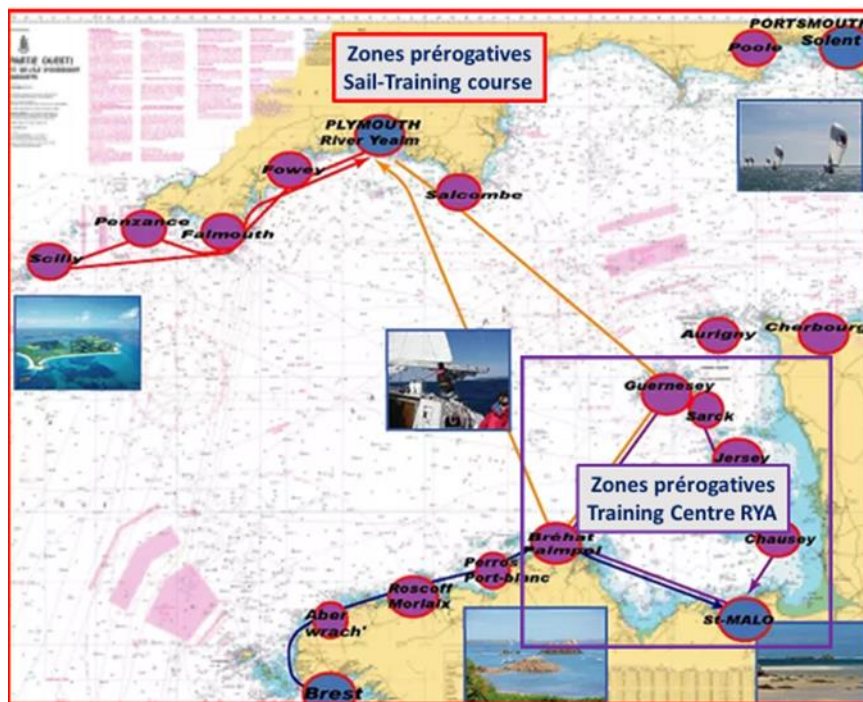 PORTSMOUTH
Solent
Poole
Zones prérogatives
Sail-Training course
PLYMOUTH
River Yealm
Fowey
Salcombe
Penzance
Falmouth
Scilly
Aurigny
Cherbourg
Guernesey
Sarck
Jersey
Zones prérogatives
Training Centre RYA
Bréhat
Paimpol
Chausey
Perros
Port-blanc
Roscoff
Morlaix
Aber
wrach'
St-MALO
Brest